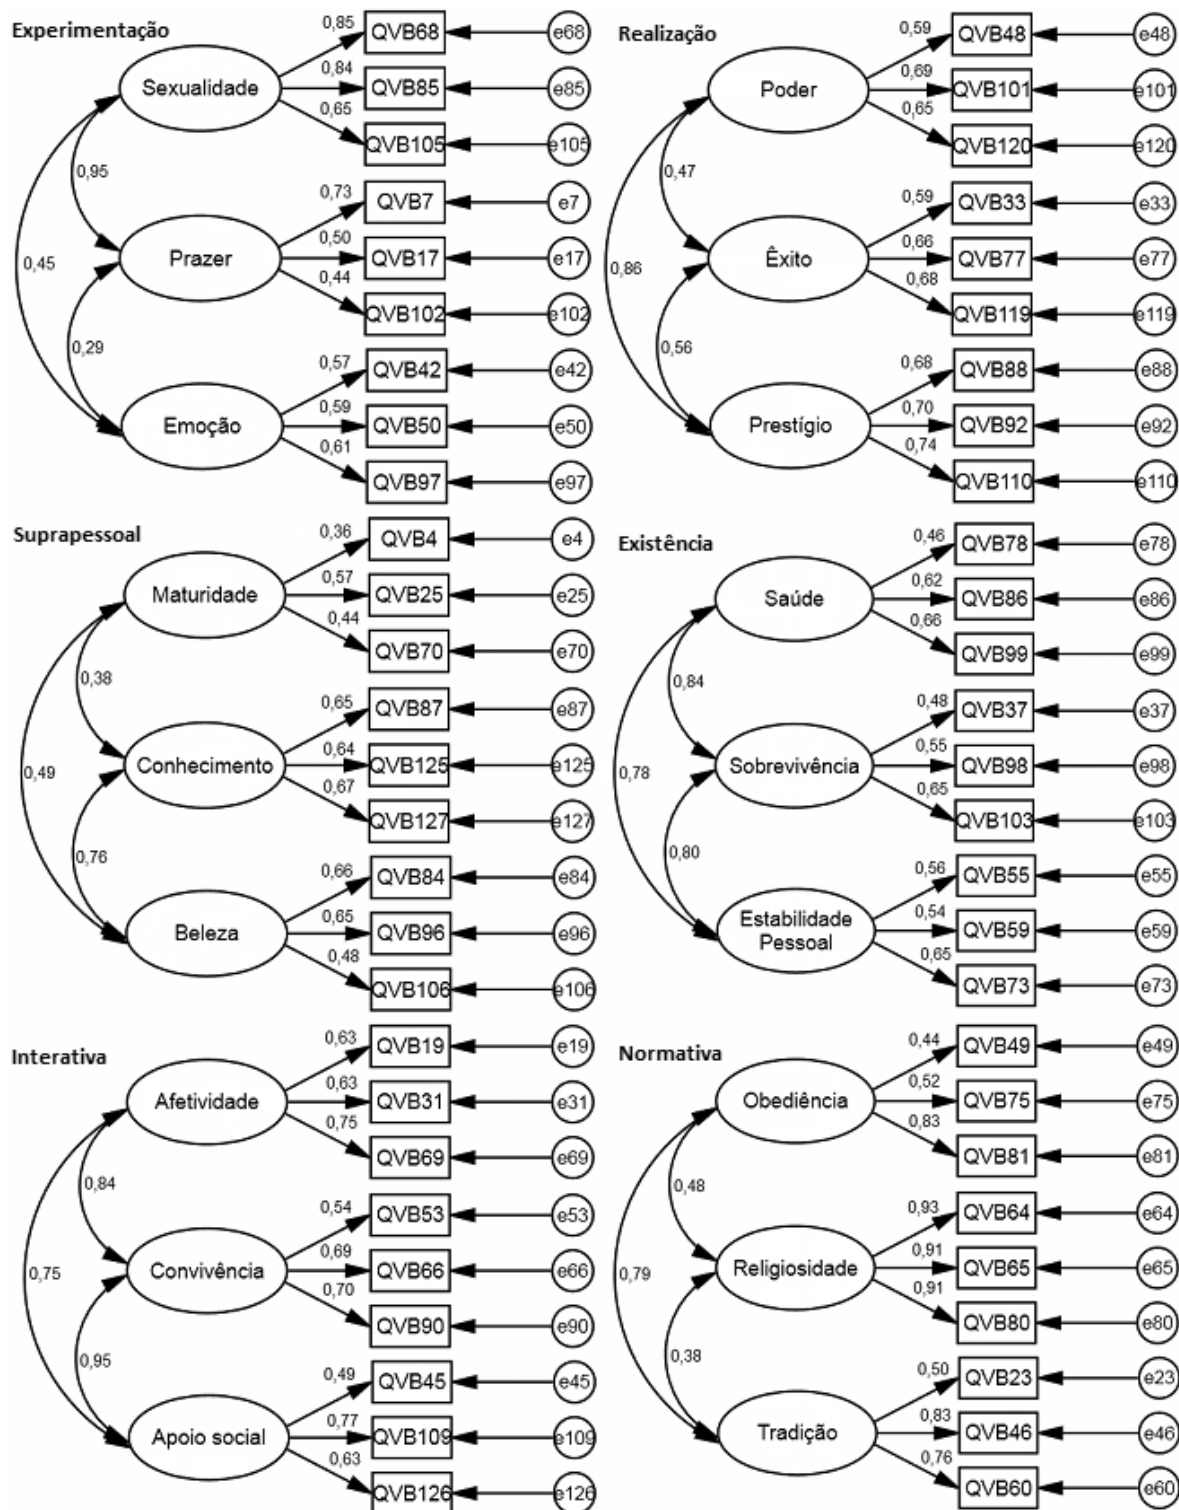 Experimentação
0,85 QVB68 e68
Sexualidade 0,84 QVB85 e85
0,65 QVB105 e105
0,95
0,73 QVB7 e7
Prazer 0,50 QVB17 e17
0,44 QVB102 e102
0,45
0,29
0,57 QVB42 e42
Emoção 0,59 QVB50 e50
0,61 QVB97 e97
Realização
0,59 QVB48 e48
Poder 0,69 QVB101 e101
0,65 QVB120 e120
0,47
0,59 QVB33 e33
Êxito 0,66 QVB77 e77
0,68 QVB119 e119
0,86
0,56
0,68 QVB88 e88
Prestígio 0,70 QVB92 e92
0,74 QVB110 e110
Suprapessoal
0,36 QVB4 e4
Maturidade 0,57 QVB25 e25
0,44 QVB70 e70
0,38
0,65 QVB87 e87
Conhecimento 0,64 QVB125 e125
0,67 QVB127 e127
0,49
0,76
0,66 QVB84 e84
Beleza 0,65 QVB96 e96
0,48 QVB106 e106
Existência
0,46 QVB78 e78
Saúde 0,62 QVB86 e86
0,66 QVB99 e99
0,84
0,48 QVB37 e37
Sobrevivência 0,55 QVB98 e98
0,65 QVB103 e103
0,78
0,80
0,56 QVB55 e55
Estabilidade
Pessoal 0,54 QVB59 e59
0,65 QVB73 e73
Interativa
0,63 QVB19 e19
Afetividade 0,63 QVB31 e31
0,75 QVB69 e69
0,84
0,54 QVB53 e53
Convivência 0,69 QVB66 e66
0,70 QVB90 e90
0,75
0,95
0,49 QVB45 e45
Apoio social 0,77 QVB109 e109
0,63 QVB126 e126
Normativa
0,44 QVB49 e49
Obediência 0,52 QVB75 e75
0,83 QVB81 e81
0,48
0,93 QVB64 e64
Religiosidade 0,91 QVB65 e65
0,91 QVB80 e80
0,79
0,38
0,50 QVB23 e23
Tradição 0,83 QVB46 e46
0,76 QVB60 e60